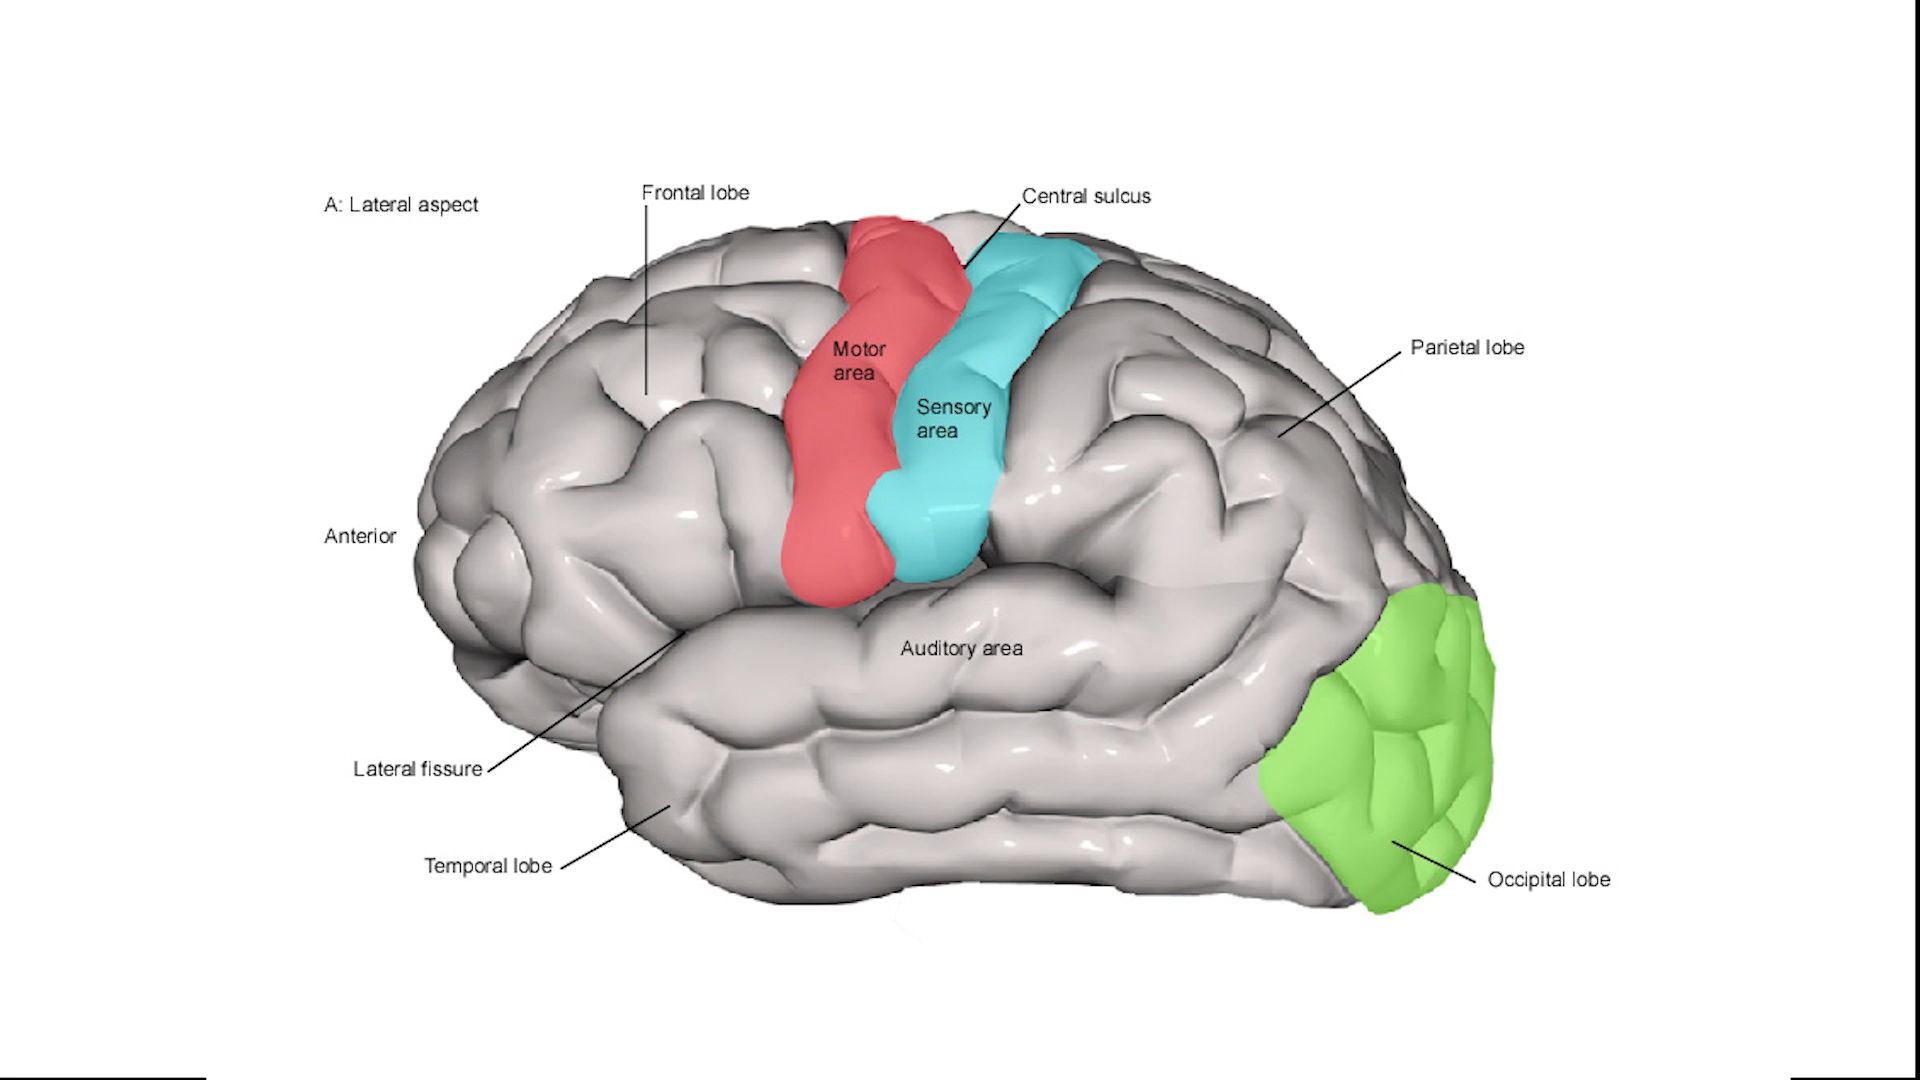 Frontal lobe
Central sulcus
A: Lateral aspect
Motor
area
Parietal lobe
Sensory
area
Anterior
Auditory area
Lateral fissure
Temporal lobe
Occipital lobe